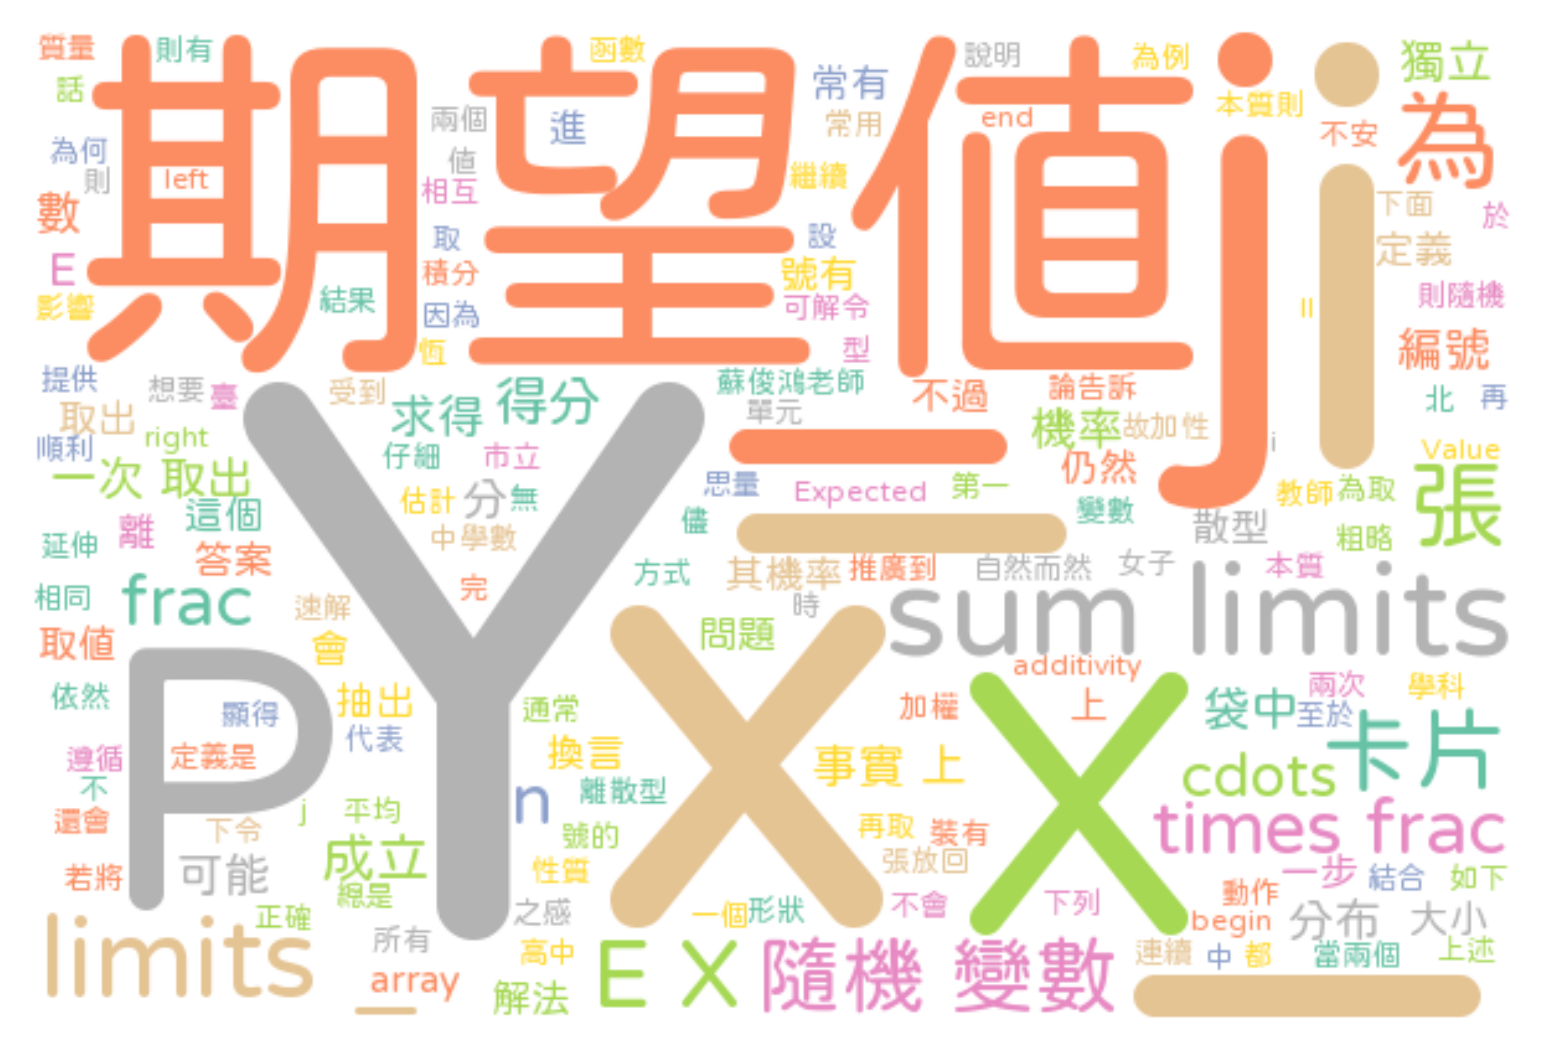 質量 則有 函數 說明 為例 獨立
話 期望值 j i 常有 本質則 為
兩個 進 常用 end 不安
為何 left 值 繼續 下面
則 相互 於
數 取 設 定義
E 積分 號有 則隨機
影響 結果 因為 可解令 編號
恆 型
提供 想要 臺 受到 蘇俊鴻老師 不過 論告訴 北 再
取出 求得 得分 單元 機率 故加性
順利 right 仔細 市立 仍然 i Value
一次 取出 Y 思量 Expected 第一 教師 為取 張
這個 估計 分 無 變數 散型
離 儘 粗略
延伸 答案 中學數 其機率 推廣到 自然而然 女子 本質
相同 frac 速解 完 方式 時 sum limits
取值 會 問題
P X additivity
依然 顯得 抽出 通常 加權 X 上 袋中 兩次 學科
代表 至於
遵循 定義是 換言 事實 上 卡片
不 n 離散型 cdots
還會 j 平均 號的 再取 裝有 times frac
下令 成立
若將 可能 性質 張放回 一步 結合 如下
總是 動作
limits 正確 之感 一個 形狀 不會 下列 begin 分布 大小
所有 高中 E X 隨機 變數 連續 中 都 當兩個 上述
array 解法